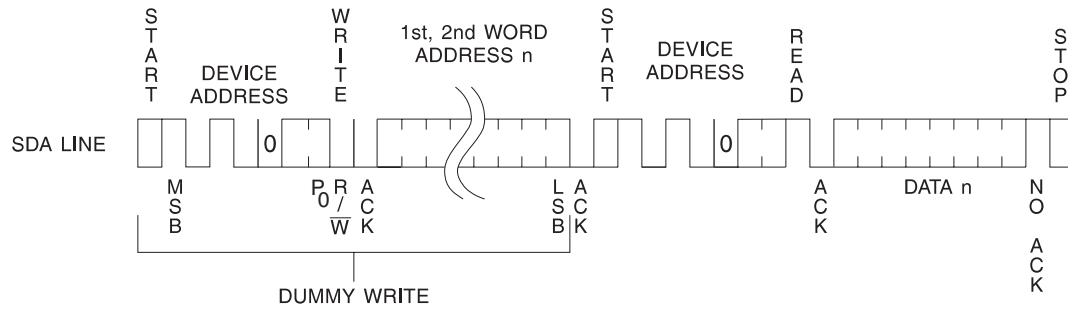 START
WRITE
1st, 2nd WORD
ADDRESS n
START
READ
STOP
DEVICE
ADDRESS
DEVICE
ADDRESS
SDA LINE
0
0
MSB
P0
R/W
ACK
LSB
ACK
ACK
DATA n
NO ACK
DUMMY WRITE